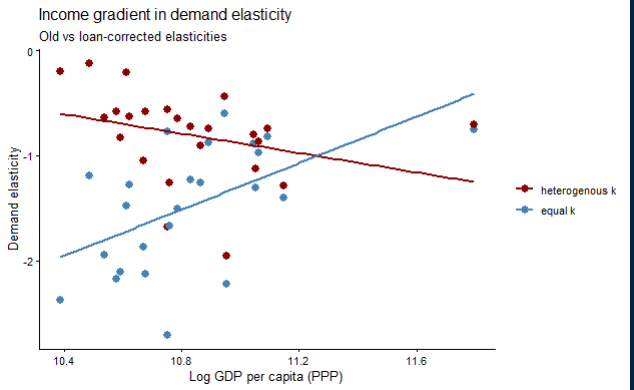 Income gradient in demand elasticity
Old vs loan-corrected elasticities
0
-1
-2
Demand elasticity
10.4 10.8 11.2 11.6
Log GDP per capita (PPP)
heterogenous k
equal k